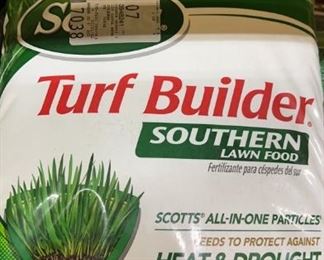 Turf Builder
SOUTHERN
LAWN FOOD
Fertilizante para céspedes del sur
SCOTTS® ALL-IN-ONE PARTICLES
FEEDS TO PROTECT AGAINST
HEAT & DROUGHT